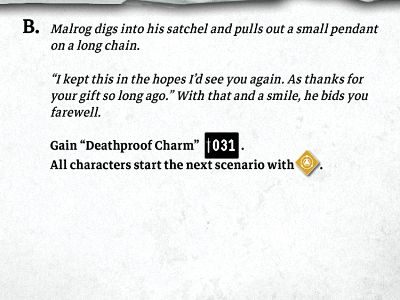 B. Malrog digs into his satchel and pulls out a small pendant
on a long chain.
“I kept this in the hopes I’d see you again. As thanks for
your gift so long ago.” With that and a smile, he bids you
farewell.
Gain “Deathproof Charm” 031 .
All characters start the next scenario with .